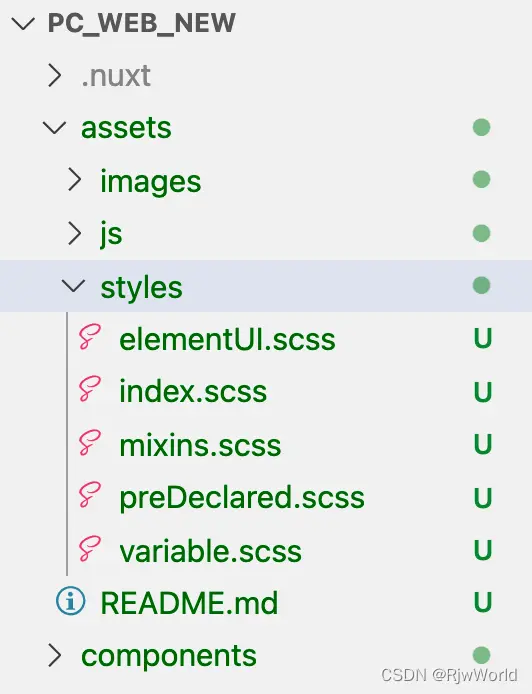 PC_WEB_NEW
.nuxt
assets
images
js
styles
elementUI.scss U
index.scss U
mixins.scss U
preDeclared.scss U
variable.scss U
README.md U
components
CSDN @RjwWorld